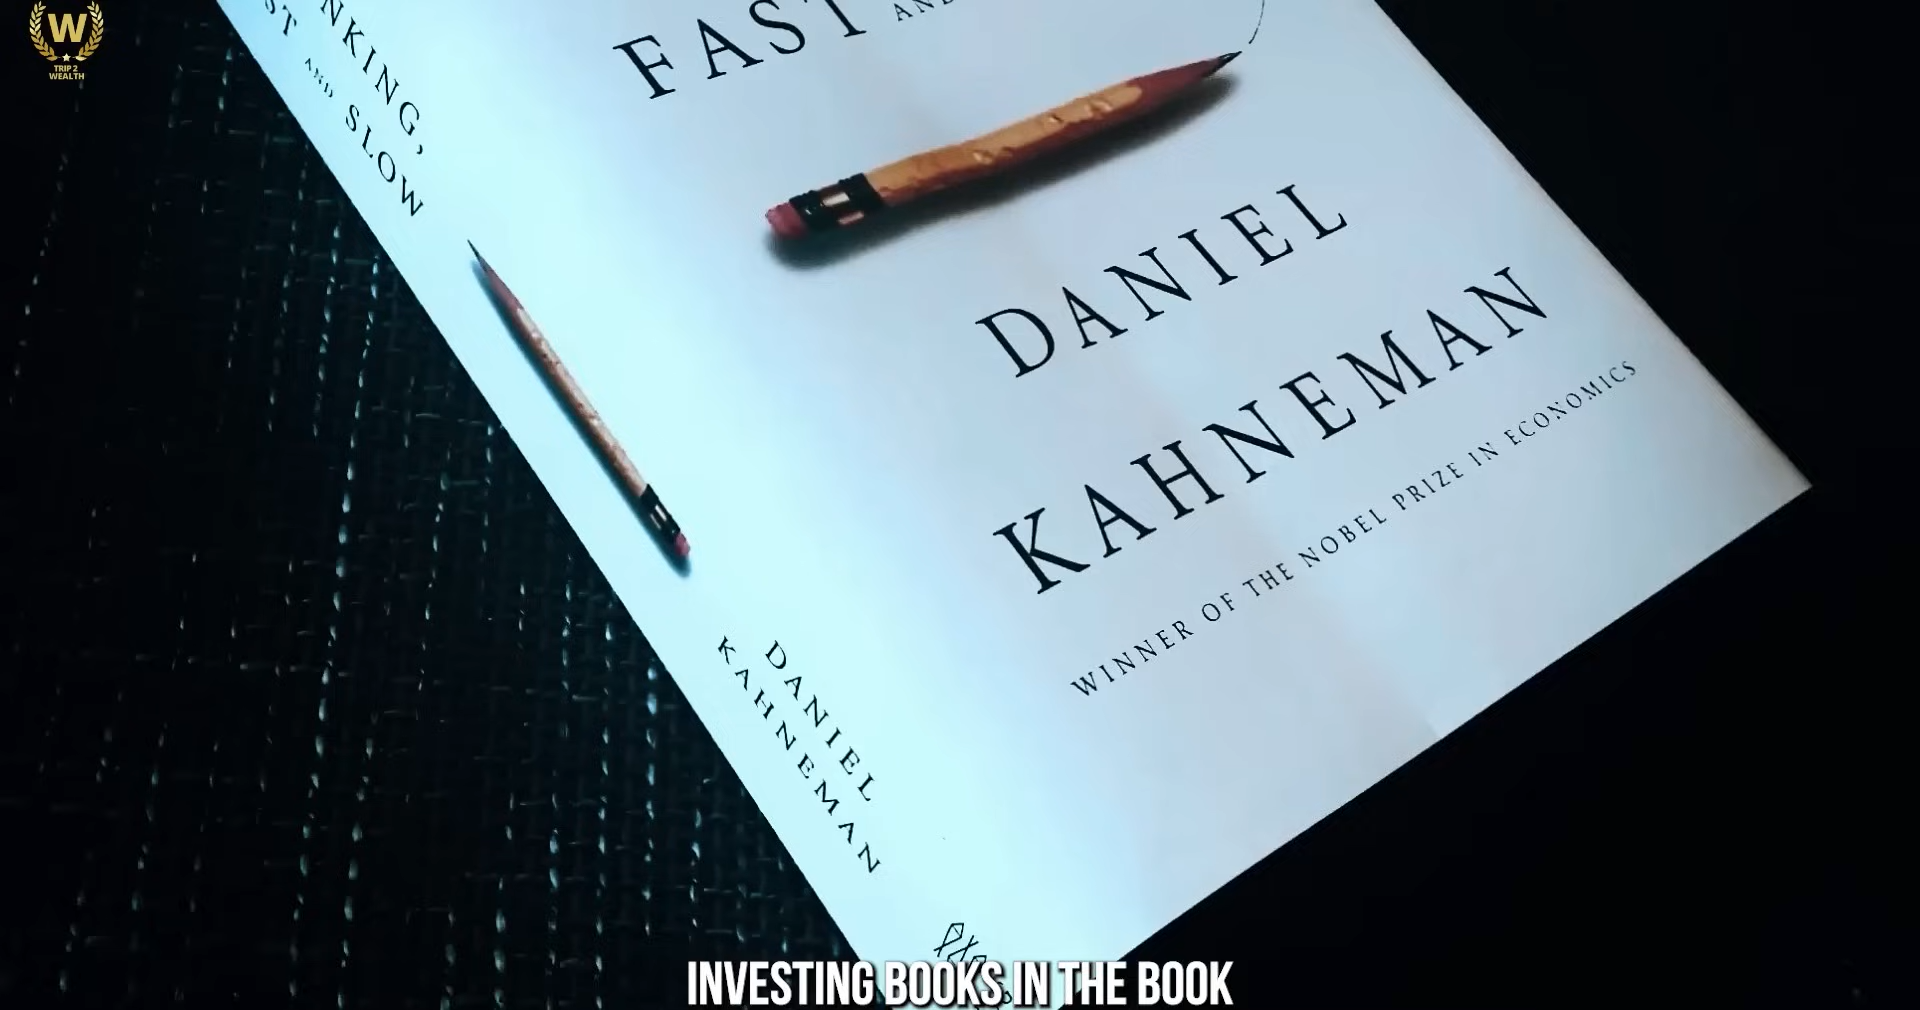 W
TRIP 2
WEALTH
NKING,
ST AND SLOW
FAST
DANIEL
KAHNEMAN
WINNER OF THE NOBEL PRIZE IN ECONOMICS
DANIEL
KAHNEMAN
INVESTING BOOKS IN THE BOOK